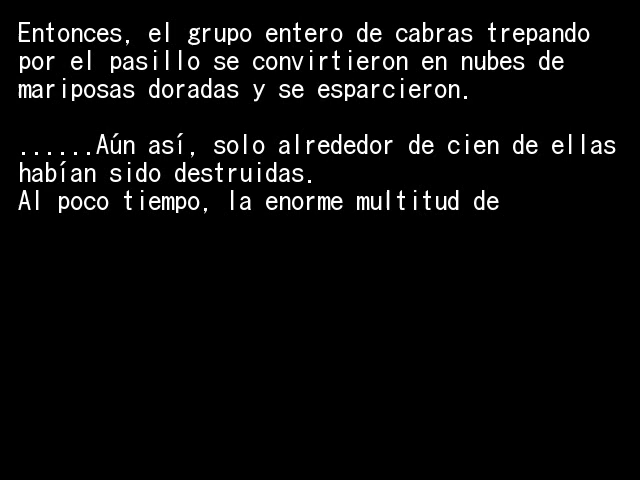 Entonces, el grupo entero de cabras trepando
por el pasillo se convirtieron en nubes de
mariposas doradas y se esparcieron.
......Aún así, solo alrededor de cien de ellas
habían sido destruidas.
Al poco tiempo, la enorme multitud de